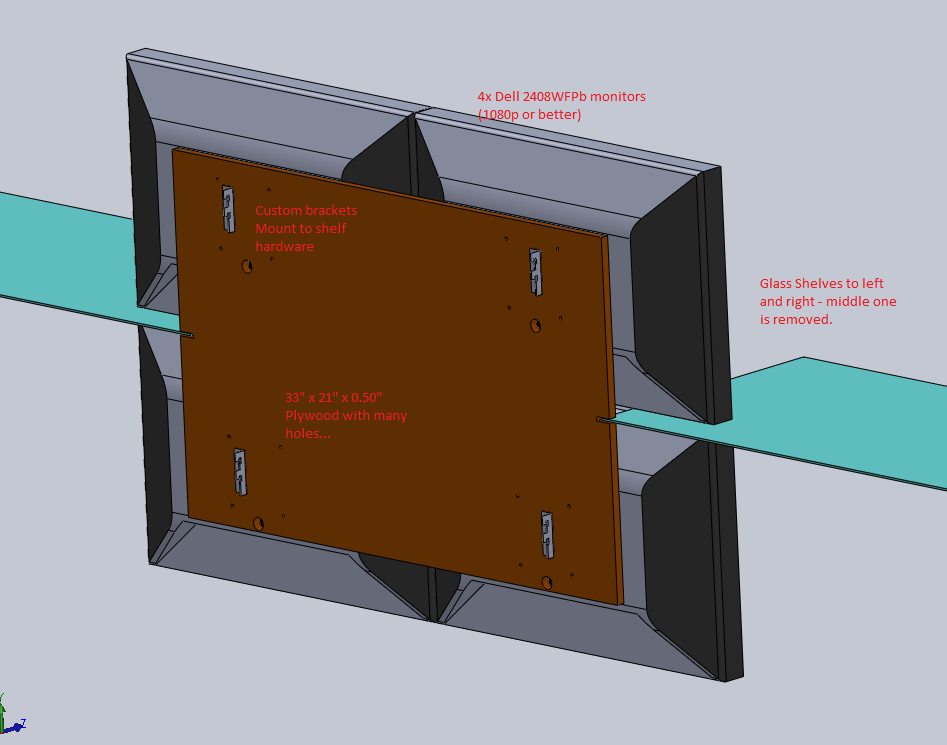 4x Dell 2408WFPb monitors
(1080p or better)
Custom brackets
Mount to shelf
hardware
Glass Shelves to left
and right - middle one
is removed.
33" x 21" x 0.50"
Plywood with many
holes...
Y
Z